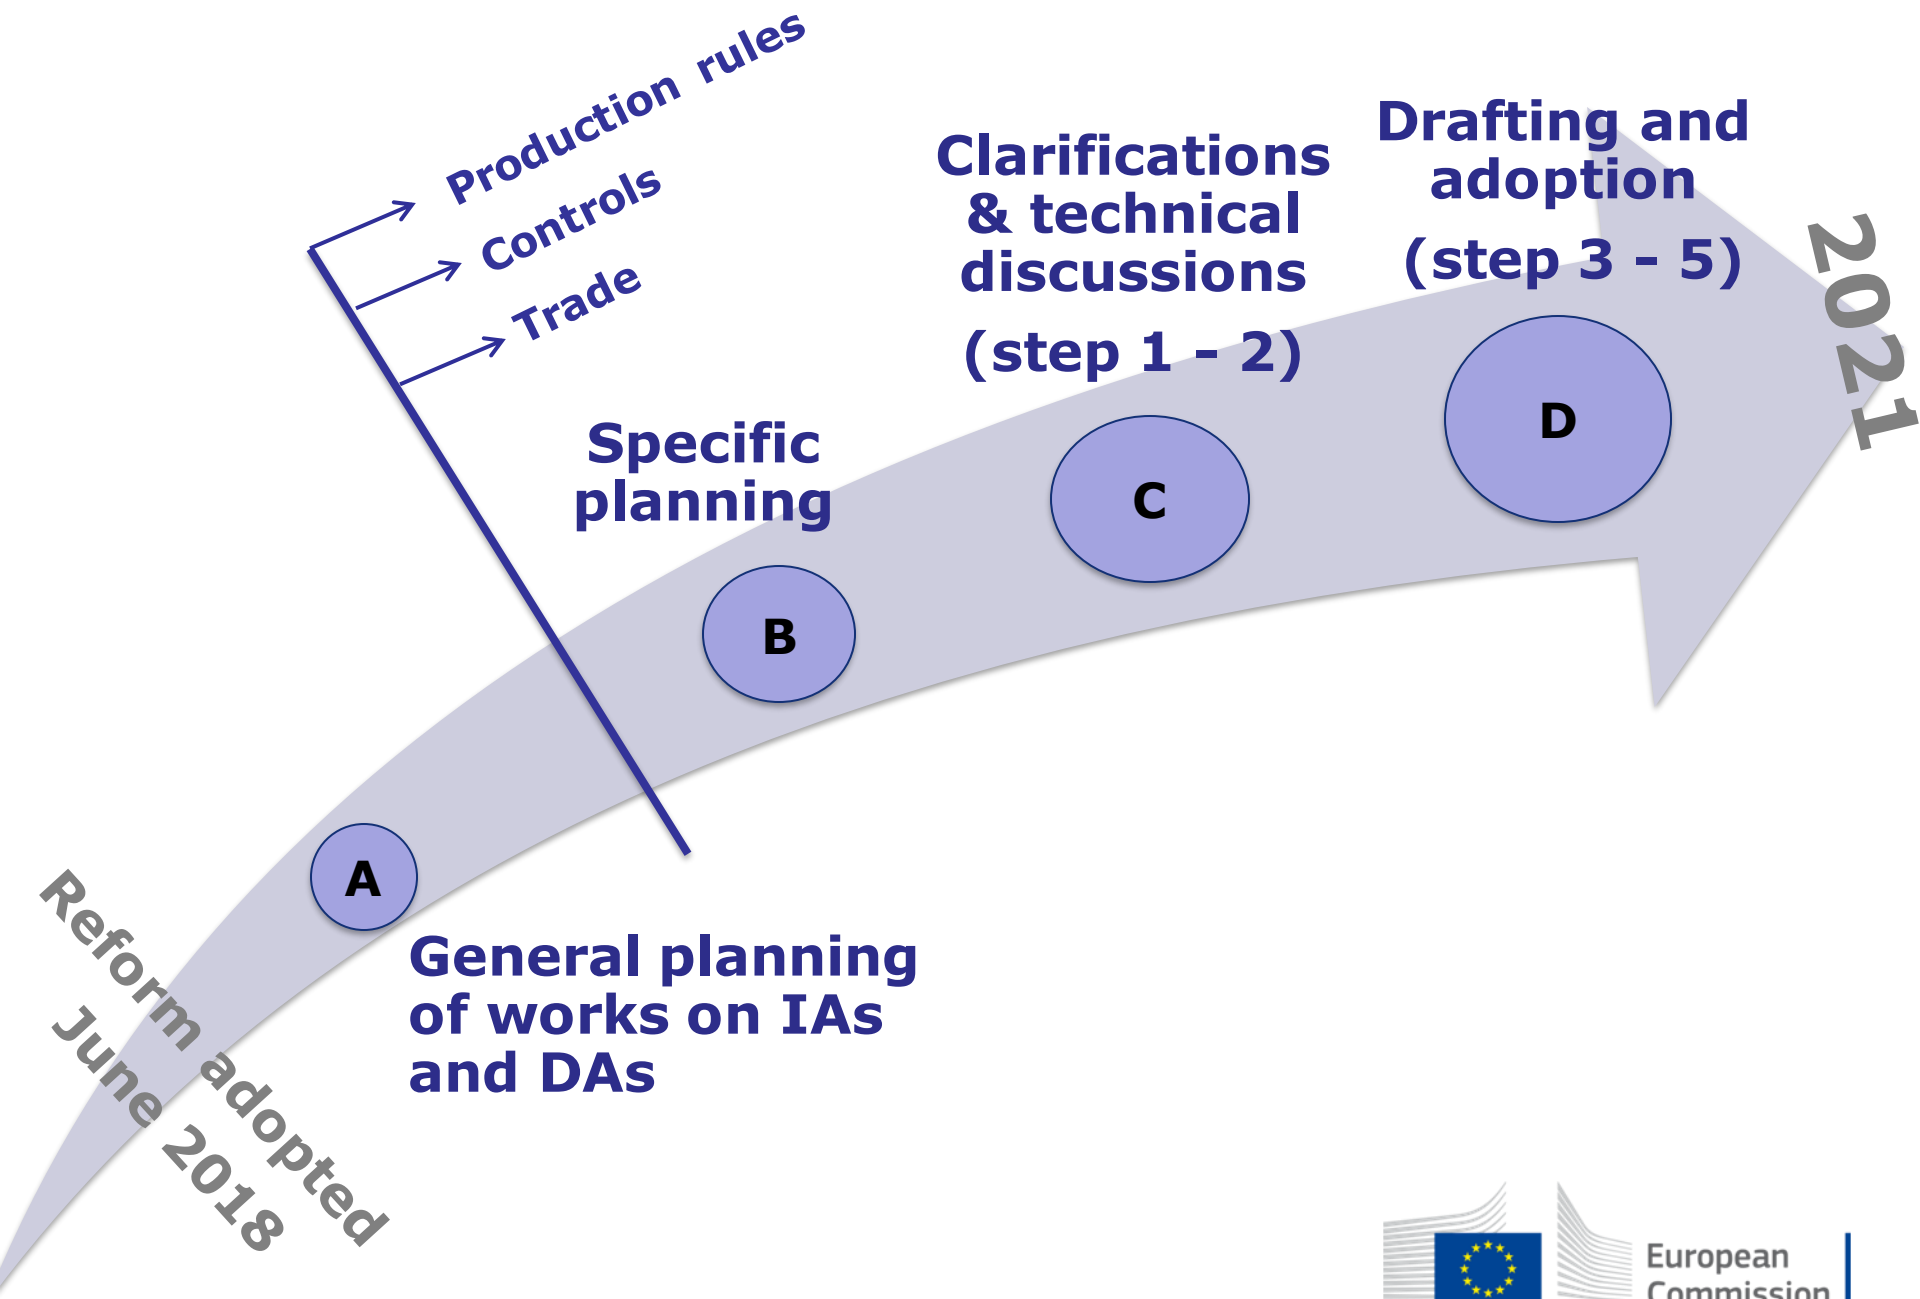 Production rules
Controls
Trade
Clarifications
& technical
discussions
(step 1 - 2)
Drafting and
adoption
(step 3 - 5)
2021
Specific
planning
D
C
B
A
Reform adopted
June 2018
General planning
of works on IAs
and DAs
European
Commission